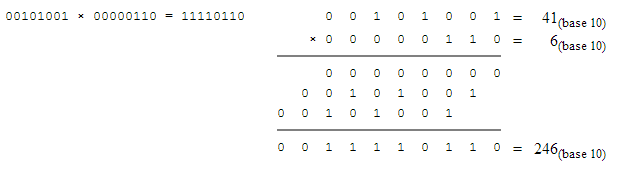 00101001 × 00000110 = 11110110
0 0 1 0 1 0 0 1 = 41(base 10)
× 0 0 0 0 0 1 1 0 = 6(base 10)
0 0 0 0 0 0 0 0
0 0 1 0 1 0 0 1
0 0 1 0 1 0 0 1
0 0 1 1 1 1 0 1 1 0 = 246(base 10)